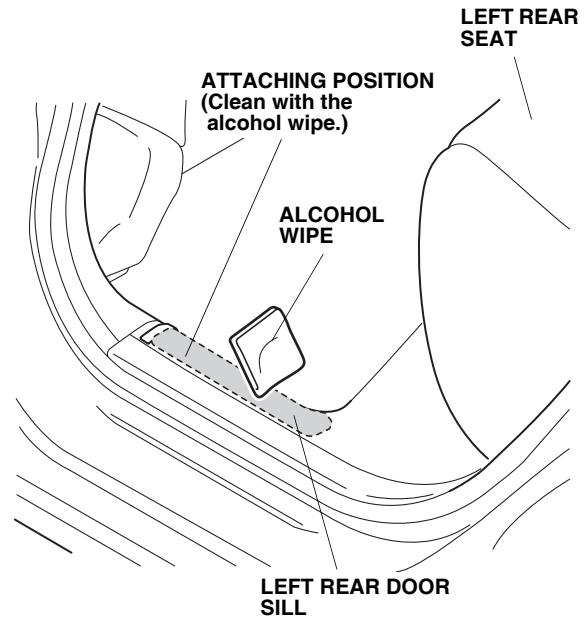 LEFT REAR
SEAT
ATTACHING POSITION
(Clean with the
alcohol wipe.)
ALCOHOL
WIPE
LEFT REAR DOOR
SILL